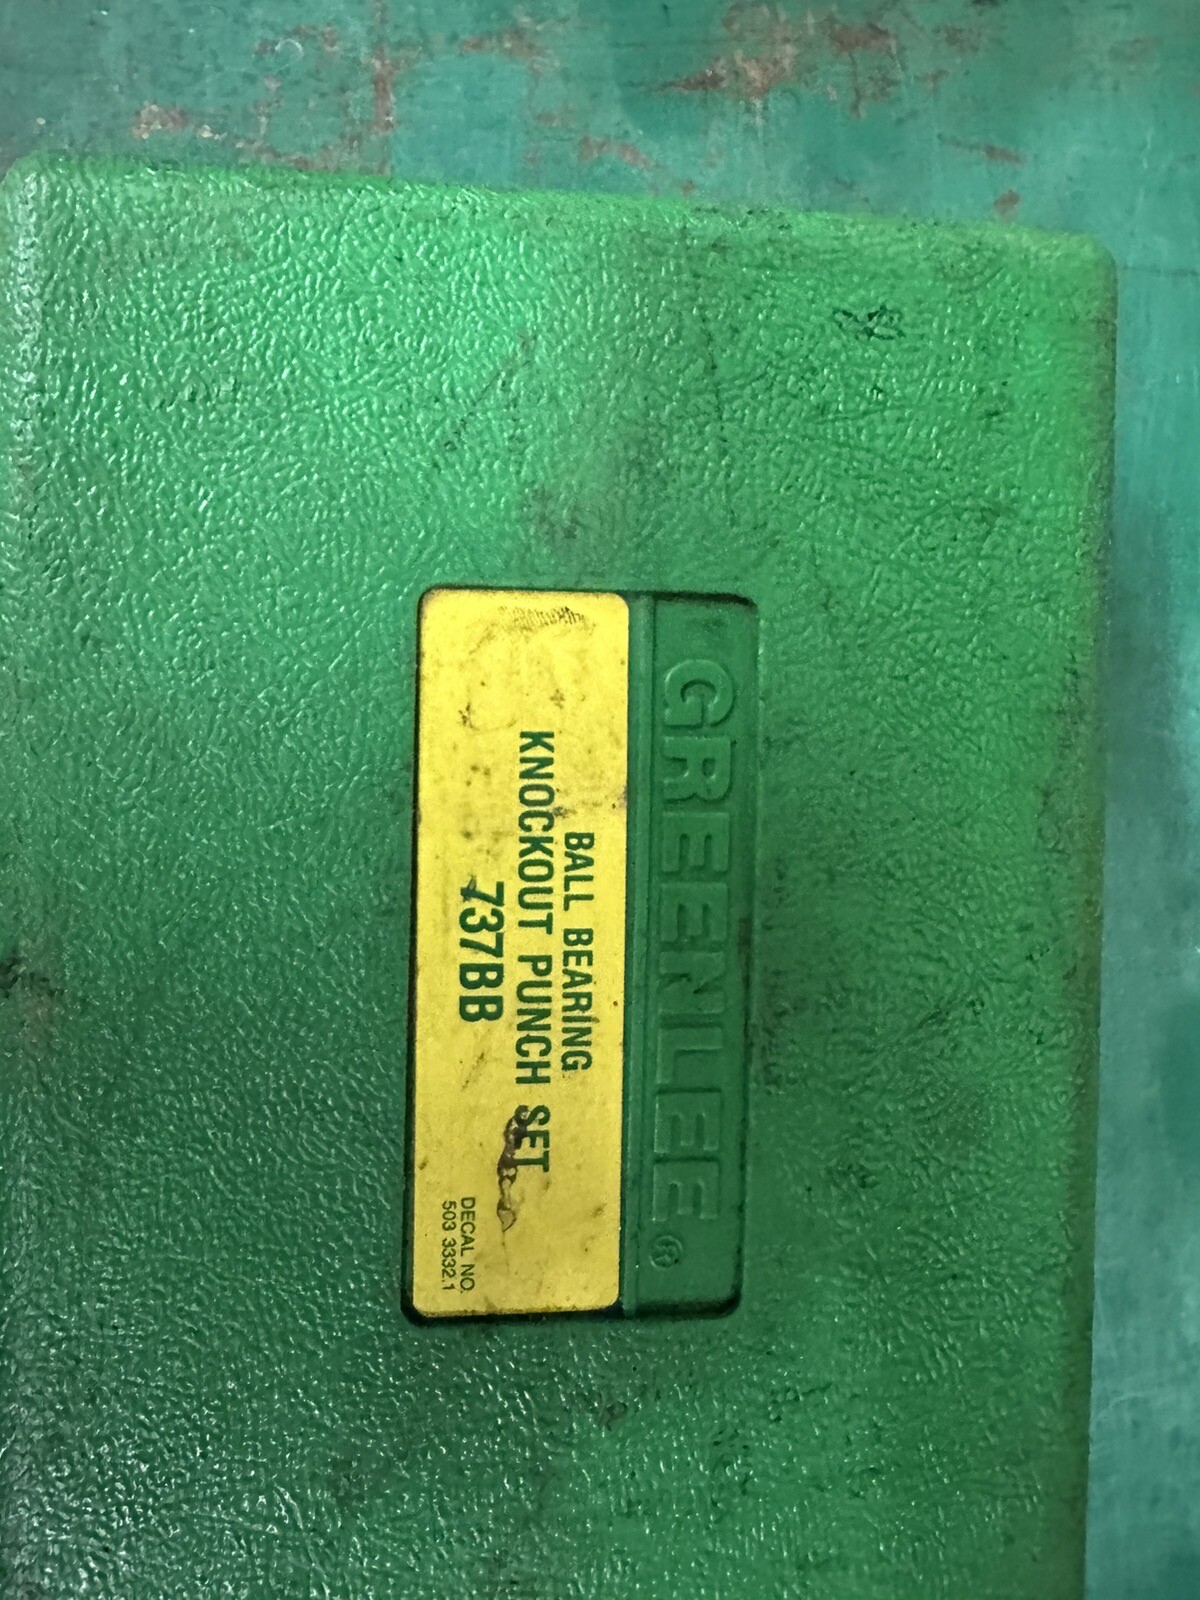 GREENLEE®
BALL BEARING
KNOCKOUT PUNCH SET
737BB
DECAL NO.
503 3332.1